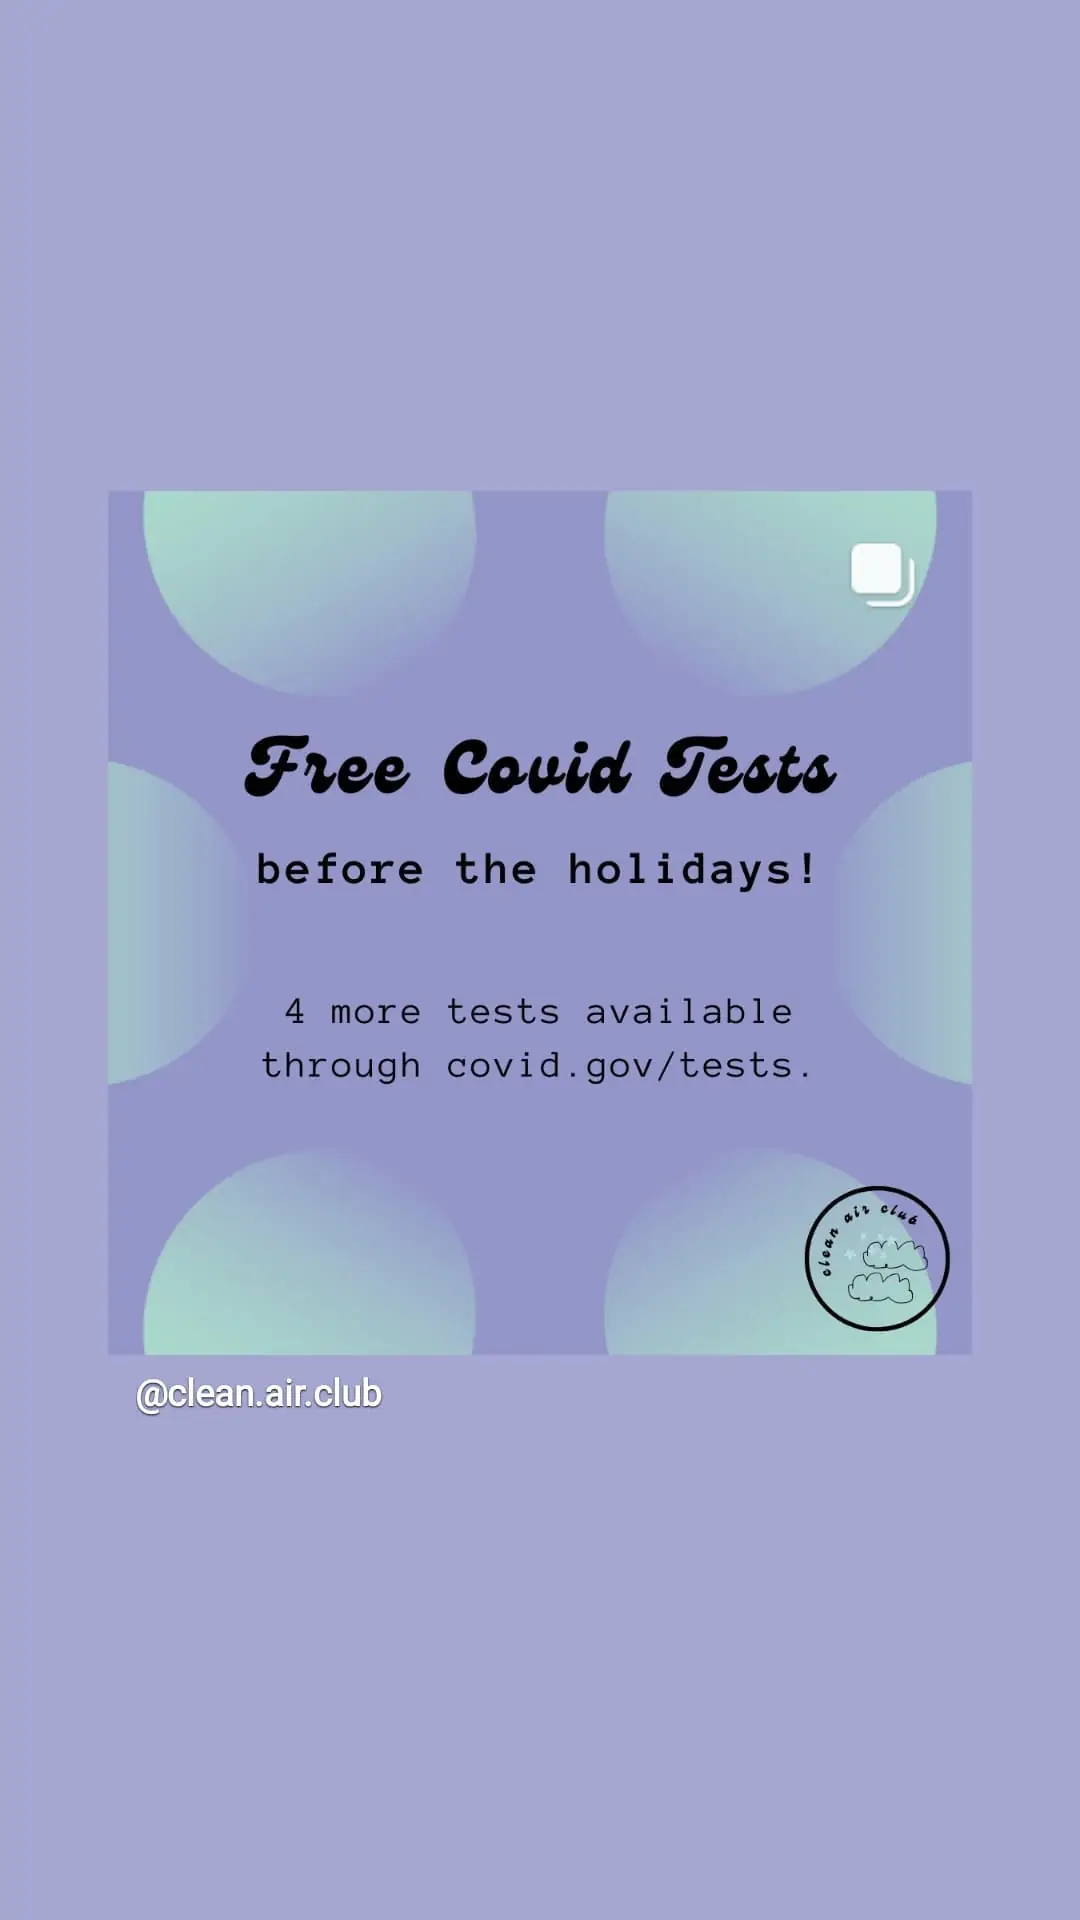 Free Covid Tests
before the holidays!
4 more tests available
through covid.gov/tests.
clean air club
@clean.air.club